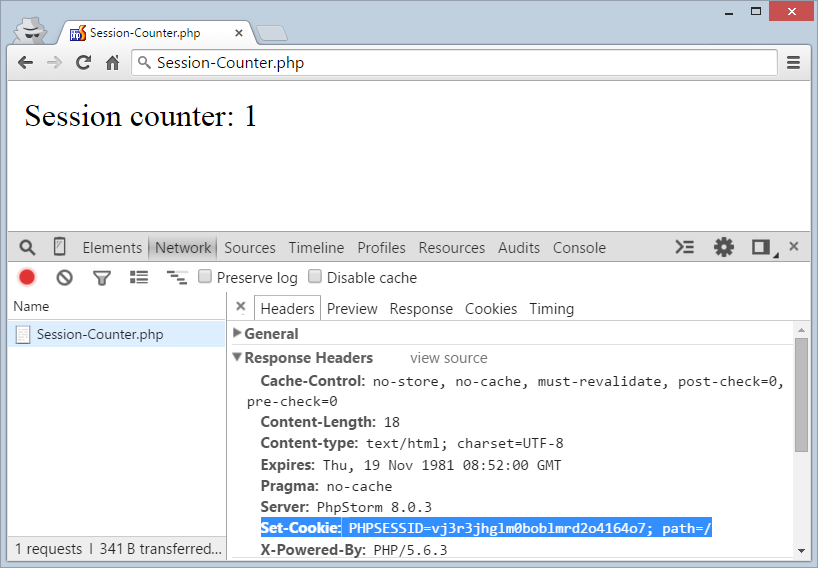 Session-Counter.php
Session-Counter.php
Session counter: 1
Elements Network Sources Timeline Profiles Resources Audits Console
Preserve log Disable cache
Name
Headers Preview Response Cookies Timing
Session-Counter.php
General
Response Headers view source
Cache-Control: no-store, no-cache, must-revalidate, post-check=0,
pre-check=0
Content-Length: 18
Content-type: text/html; charset=UTF-8
Expires: Thu, 19 Nov 1981 08:52:00 GMT
Pragma: no-cache
Server: PhpStorm 8.0.3
Set-Cookie: PHPSESSID=vj3r3jhglm0boblmrd2o4164o7; path=/
X-Powered-By: PHP/5.6.3
1 requests | 341 B transferred...